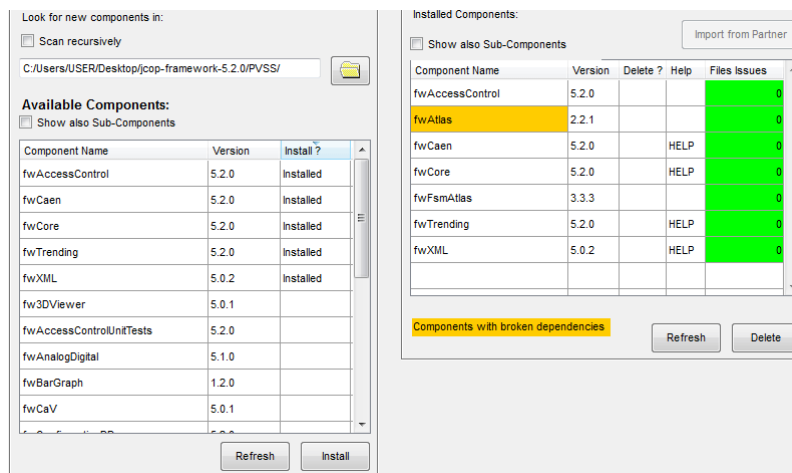 Look for new components in:
Scan recursively
C:/Users/USER/Desktop/jcop-framework-5.2.0/PVSS/
Available Components:
Show also Sub-Components
Component Name Version Install ?
fwAccessControl 5.2.0 Installed
fwCaen 5.2.0 Installed
fwCore 5.2.0 Installed
fwTrending 5.2.0 Installed
fwXML 5.0.2 Installed
fw3DViewer 5.0.1
fwAccessControlUnitTests 5.2.0
fwAnalogDigital 5.1.0
fwBarGraph 1.2.0
fwCaV 5.0.1
Refresh Install
Installed Components:
Import from Partner
Show also Sub-Components
Component Name Version Delete ? Help Files Issues
fwAccessControl 5.2.0 0
fwAtlas 2.2.1 0
fwCaen 5.2.0 HELP 0
fwCore 5.2.0 HELP 0
fwFsmAtlas 3.3.3 0
fwTrending 5.2.0 HELP 0
fwXML 5.0.2 HELP 0
Components with broken dependencies
Refresh Delete